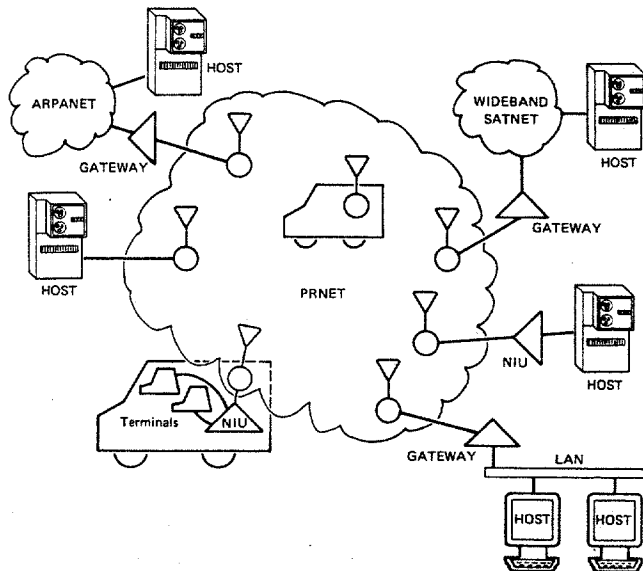 HOST
ARPANET
GATEWAY
WIDEBAND
SATNET
HOST
GATEWAY
HOST
PRNET
NIU
HOST
Terminals
NIU
GATEWAY
LAN
HOST
HOST